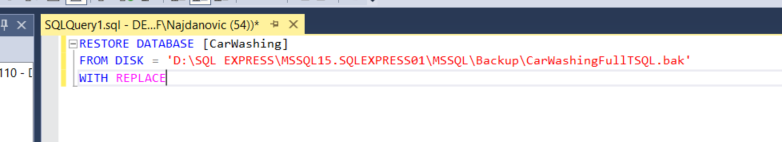 SQLQuery1.sql - DE...F\Najdanovic (54))*
RESTORE DATABASE [CarWashing]
FROM DISK = 'D:\SQL EXPRESS\MSSQL15.SQLEXPRESS01\MSSQL\Backup\CarWashingFullTSQL.bak'
110 - [
WITH REPLACE